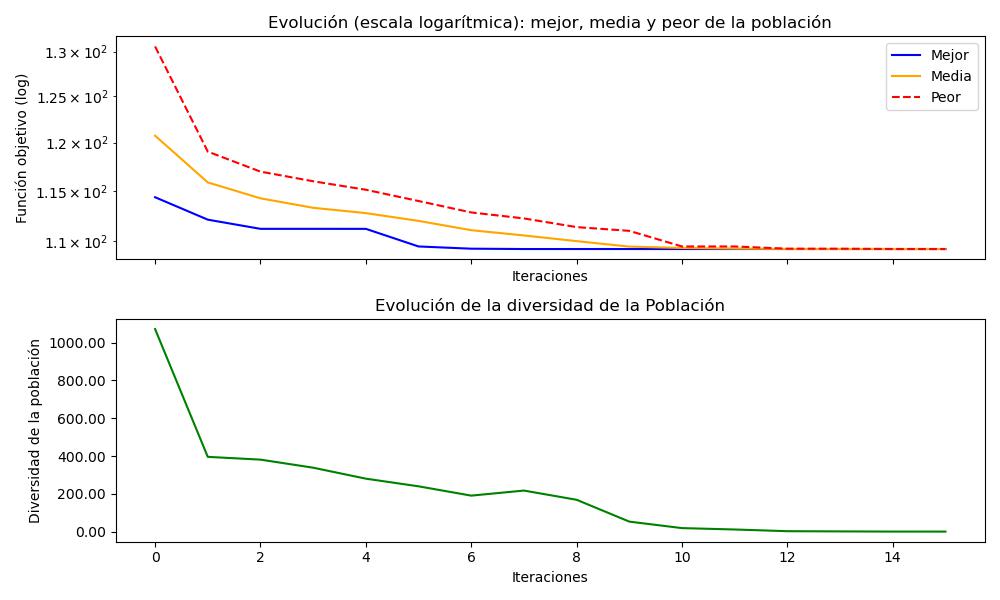 Evolución (escala logarítmica): mejor, media y peor de la población
1.3 × 10²
1.25 × 10²
1.2 × 10²
1.15 × 10²
1.1 × 10²
Función objetivo (log)
Mejor
Media
Peor
Iteraciones
Evolución de la diversidad de la Población
1000.00
800.00
600.00
400.00
200.00
0.00
Diversidad de la población
0 2 4 6 8 10 12 14
Iteraciones